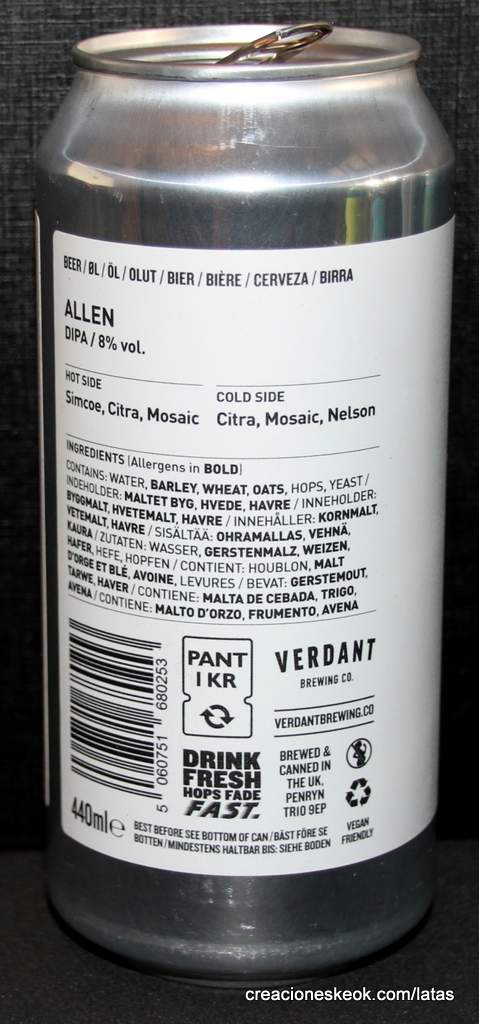 BEER / ØL / ÖL / OLUT / BIER / BIÈRE / CERVEZA / BIRRA
ALLEN
DIPA / 8% vol.
HOT SIDE
Simcoe, Citra, Mosaic
COLD SIDE
Citra, Mosaic, Nelson
INGREDIENTS [Allergens in BOLD]
CONTAINS: WATER, BARLEY, WHEAT, OATS, HOPS, YEAST /
INDEHOLDER: MALTET BYG, HVEDE, HAVRE / INNEHOLDER:
BYGGMALT, HVETEMALT, HAVRE / INNEHÅLLER: KORNMALT,
VETEMALT, HAVRE / SISÄLTÄÄ: OHRAMALLAS, VEHNÄ,
KAURA / ZUTATEN: WASSER, GERSTENMALZ, WEIZEN,
HAFER, HEFE, HOPFEN / CONTIENT: HOUBLON, MALT
D'ORGE ET BLÉ, AVOINE, LEVURES / BEVAT: GERSTEMOUT,
TARWE, HAVER / CONTIENE: MALTA DE CEBADA, TRIGO,
AVENA / CONTIENE: MALTO D'ORZO, FRUMENTO, AVENA
5 060751 680253
PANT
1 KR
VERDANT
BREWING CO.
VERDANTBREWING.CO
DRINK
FRESH
HOPS FADE
FAST.
BREWED &
CANNED IN
THE UK.
PENRYN
TR10 9EP
VEGAN
FRIENDLY
440ml e
BEST BEFORE SEE BOTTOM OF CAN / BÄST FÖRE SE
BOTTEN / MINDESTENS HALTBAR BIS: SIEHE BODEN
creacioneskeok.com/latas